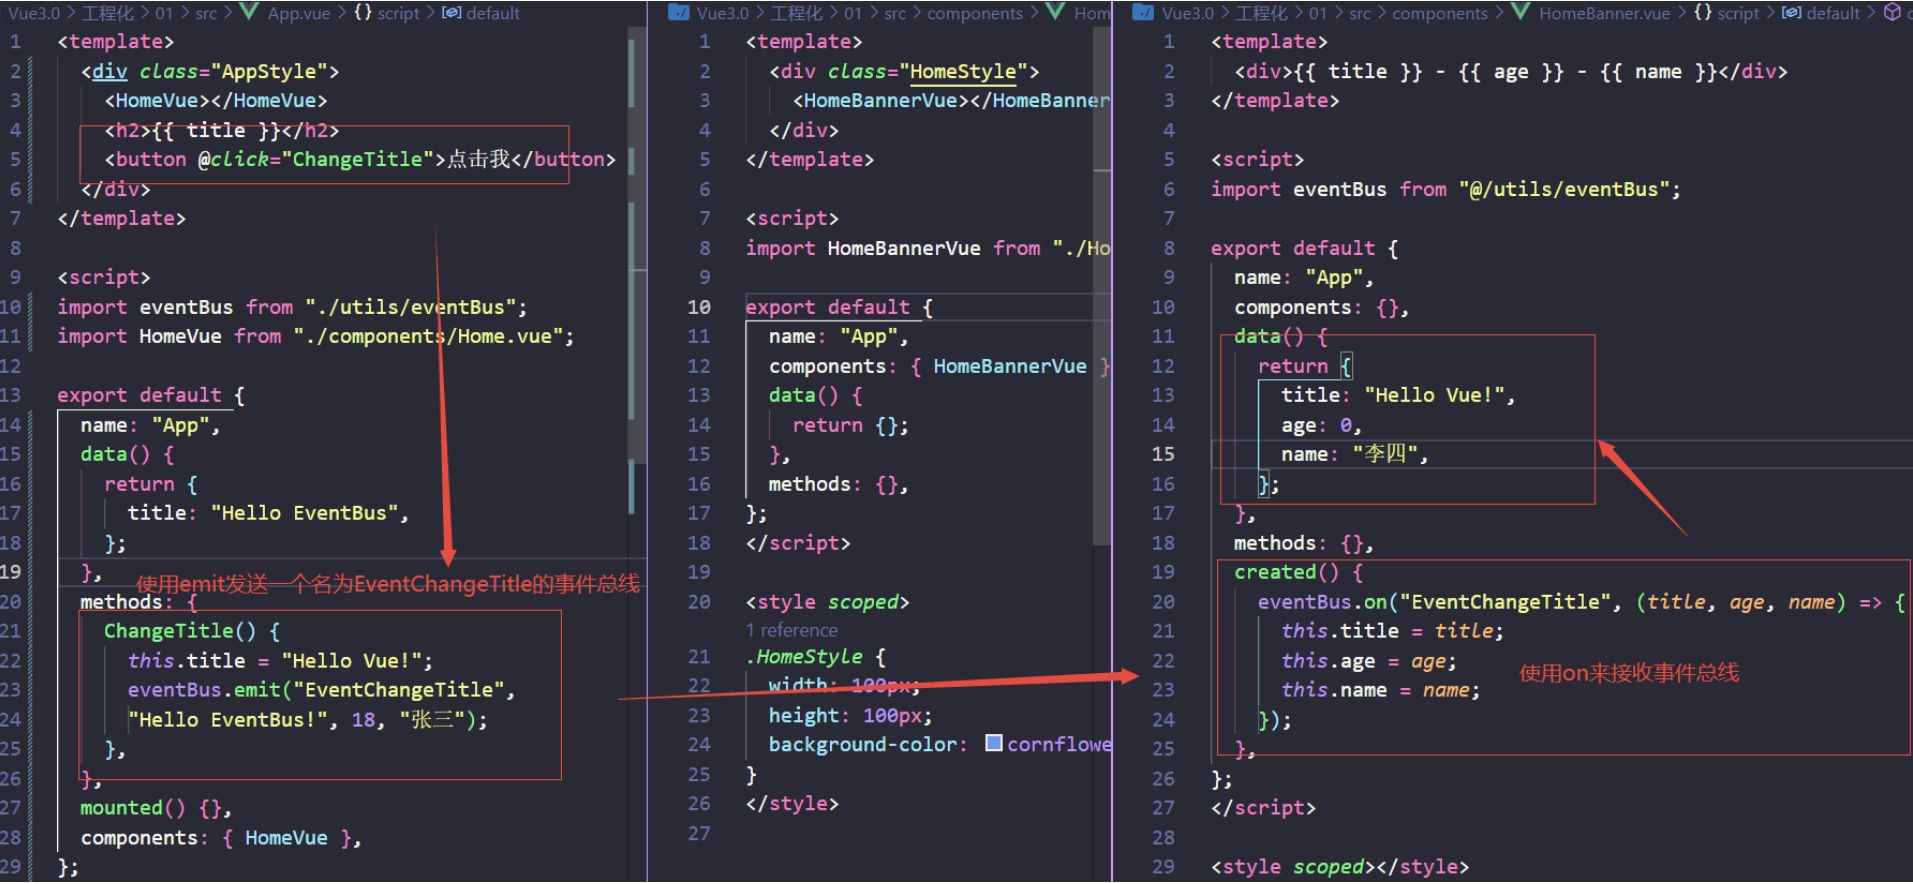 Vue3.0 > 工程化 > 01 > src > App.vue > {} script > default
1 <template>
2 <div class="AppStyle">
3 <HomeVue></HomeVue>
4 <h2>{{ title }}</h2>
5 <button @click="ChangeTitle">点击我</button>
6 </div>
7 </template>
8
9 <script>
10 import eventBus from "./utils/eventBus";
11 import HomeVue from "./components/Home.vue";
12
13 export default {
14 name: "App",
15 data() {
16 return {
17 title: "Hello EventBus",
18 };
19 },
使用emit发送一个名为EventChangeTitle的事件总线
20 methods: {
21 ChangeTitle() {
22 this.title = "Hello Vue!";
23 eventBus.emit("EventChangeTitle",
24 "Hello EventBus!", 18, "张三");
25 },
26 },
27 mounted() {},
28 components: { HomeVue },
29 };
Vue3.0 > 工程化 > 01 > src > components > Hom
1 <template>
2 <div class="HomeStyle">
3 <HomeBannerVue></HomeBanner
4 </div>
5 </template>
6
7 <script>
8 import HomeBannerVue from "./Ho
9
10 export default {
11 name: "App",
12 components: { HomeBannerVue }
13 data() {
14 return {};
15 },
16 methods: {},
17 };
18 </script>
19
20 <style scoped>
1 reference
21 .HomeStyle {
22 width: 100px;
23 height: 100px;
24 background-color: cornflowe
25 }
26 </style>
27
Vue3.0 > 工程化 > 01 > src > components > HomeBanner.vue > {} script > default >
1 <template>
2 <div>{{ title }} - {{ age }} - {{ name }}</div>
3 </template>
4
5 <script>
6 import eventBus from "@/utils/eventBus";
7
8 export default {
9 name: "App",
10 components: {},
11 data() {
12 return {
13 title: "Hello Vue!",
14 age: 0,
15 name: "李四",
16 };
17 },
18 methods: {},
19 created() {
20 eventBus.on("EventChangeTitle", (title, age, name) => {
21 this.title = title;
22 this.age = age;
使用on来接收事件总线
23 this.name = name;
24 });
25 },
26 };
27 </script>
28
29 <style scoped></style>